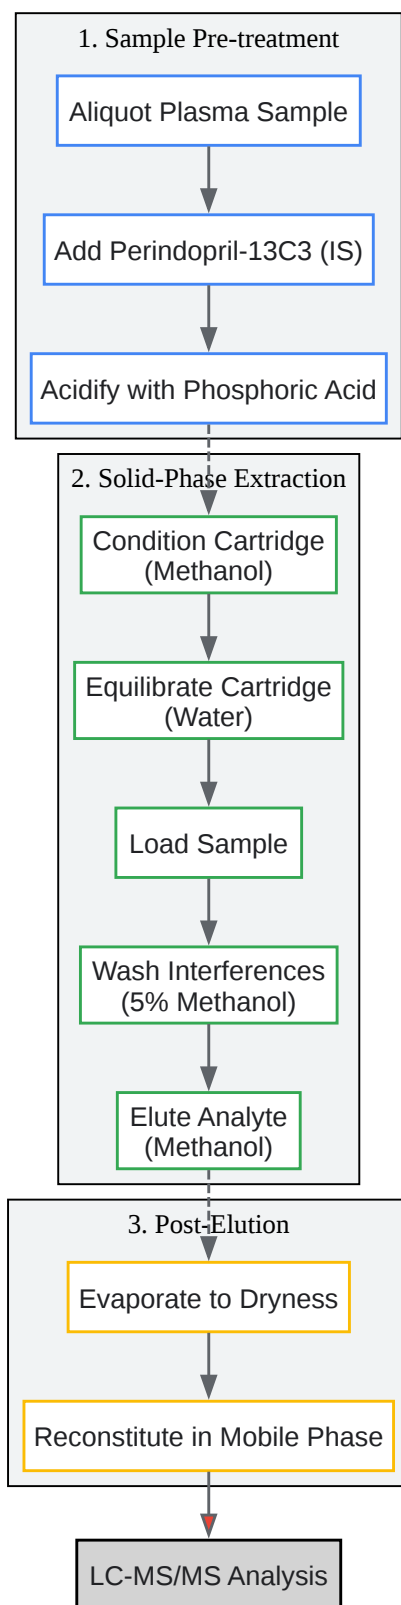 1. Sample Pre-treatment
Aliquot Plasma Sample
Add Perindopril-13C3 (IS)
Acidify with Phosphoric Acid
2. Solid-Phase Extraction
Condition Cartridge
(Methanol)
Equilibrate Cartridge
(Water)
Load Sample
Wash Interferences
(5% Methanol)
Elute Analyte
(Methanol)
3. Post-Elution
Evaporate to Dryness
Reconstitute in Mobile Phase
LC-MS/MS Analysis